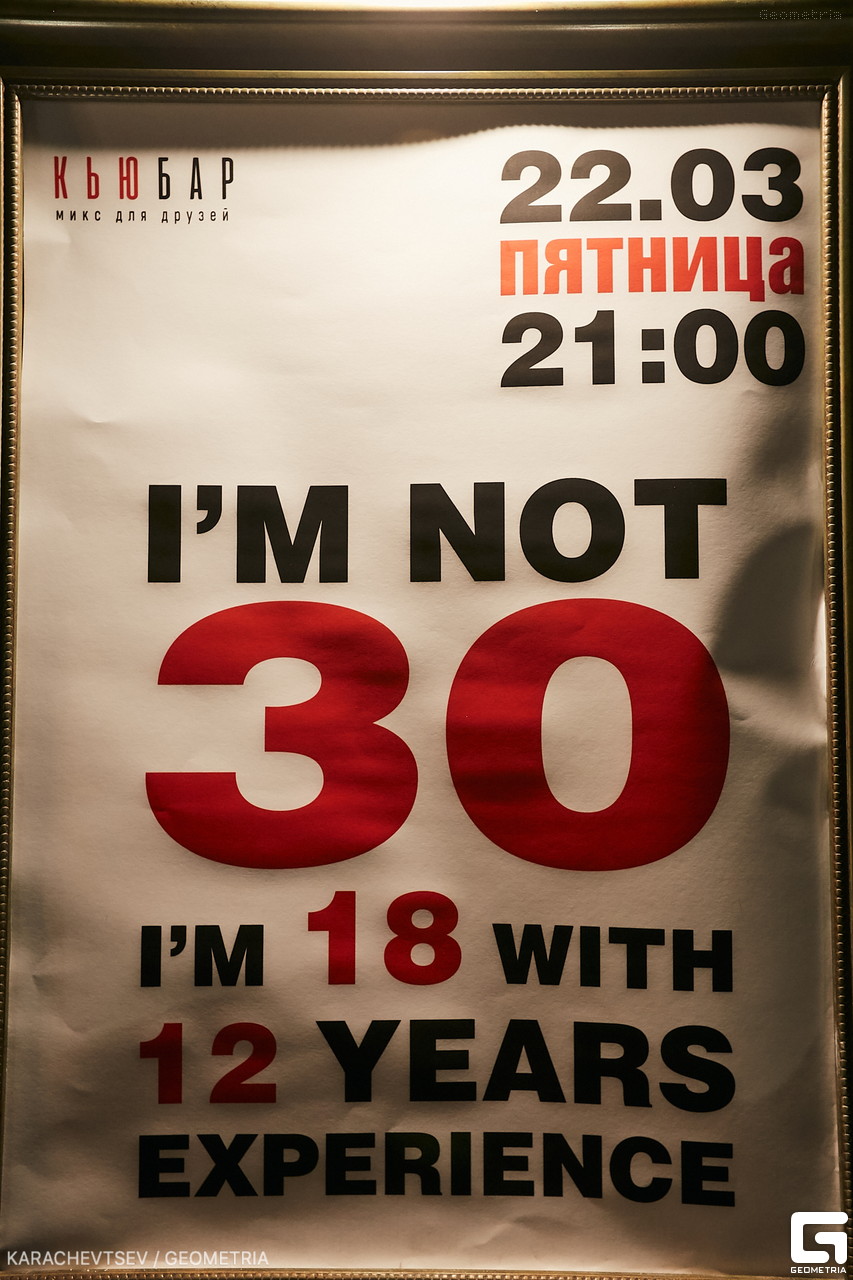 Geometria
КЬЮБАР
микс для друзей
22.03
пятница
21:00
I'M NOT
30
I'M 18 WITH
12 YEARS
EXPERIENCE
KARACHEVTSEV / GEOMETRIA
GEOMETRIA